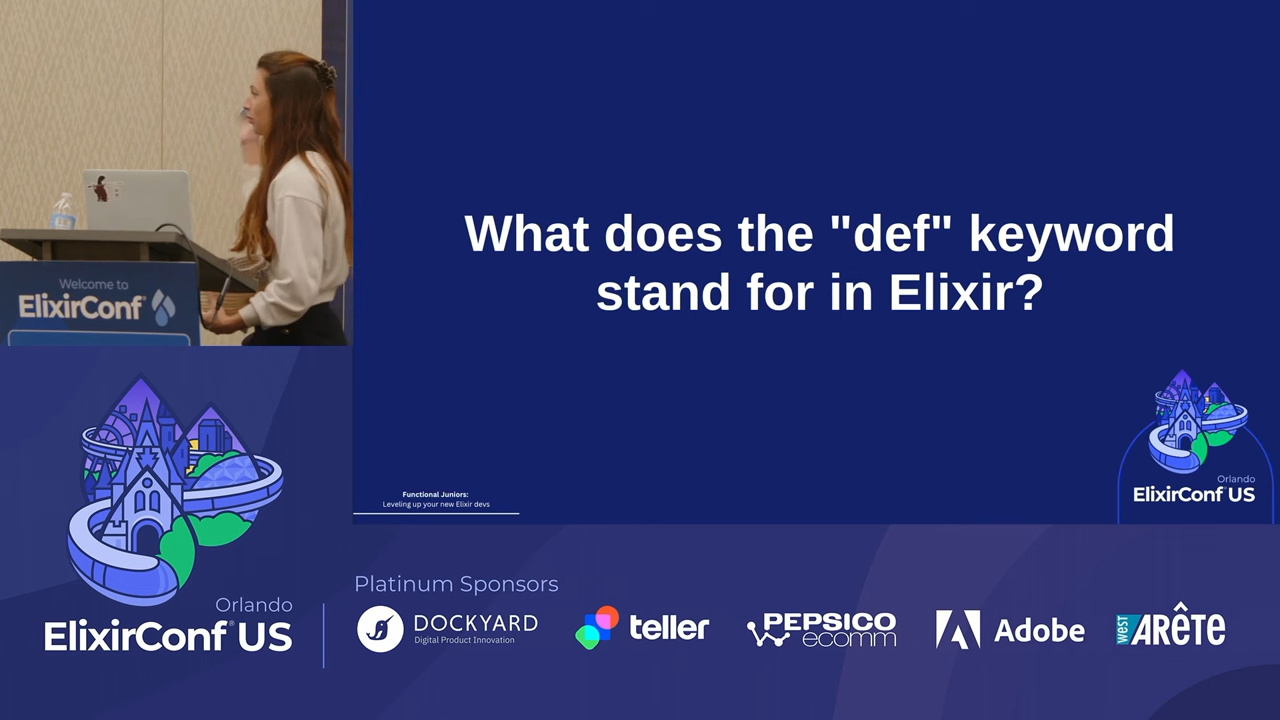 What does the "def" keyword
stand for in Elixir?
Welcome to
ElixirConf
Functional Juniors:
Leveling up your new Elixir devs
Orlando
ElixirConf US
Orlando
ElixirConf® US
Platinum Sponsors
DOCKYARD
Digital Product Innovation
teller
PEPSICO
ecomm
Adobe
west ARÊTE